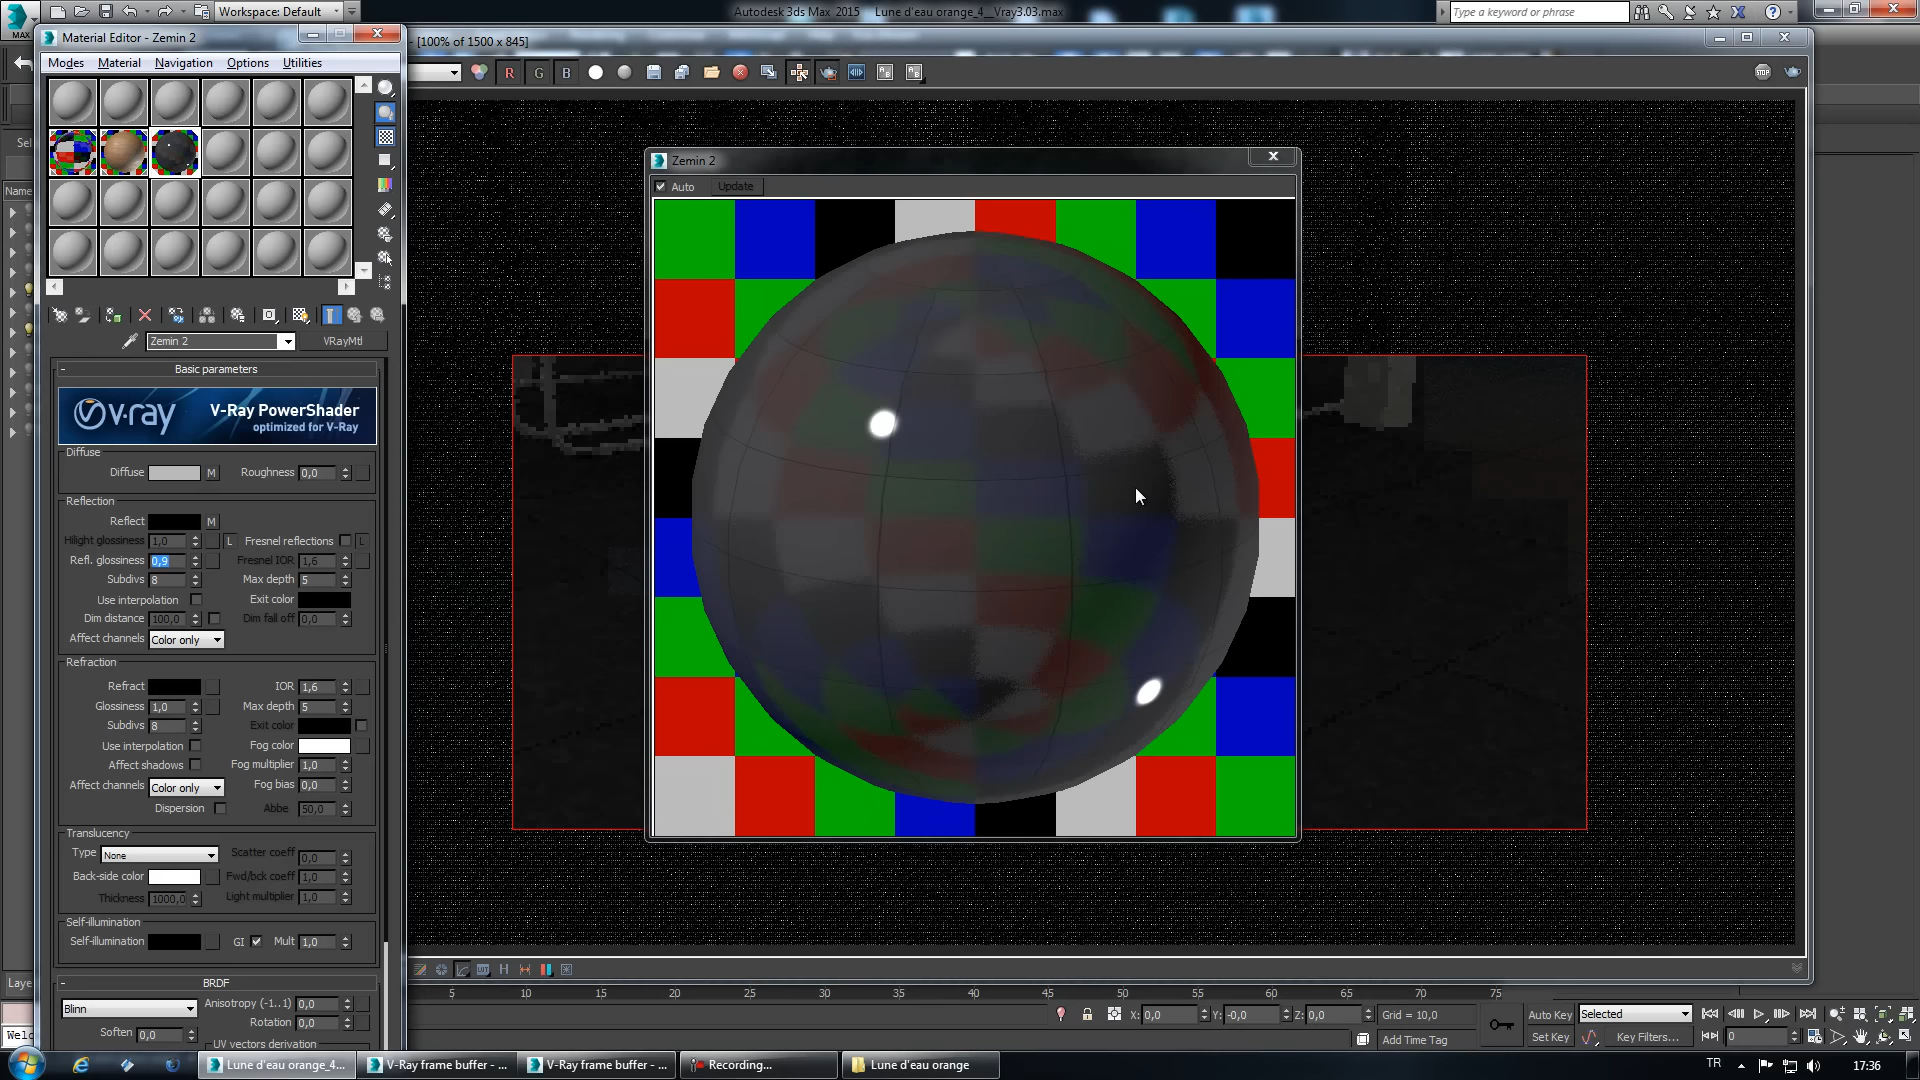 Workspace: Default
Autodesk 3ds Max 2015 Lune d'eau orange_4__Vray3.03.max
Type a keyword or phrase
MAX
Material Editor - Zemin 2
- [100% of 1500 x 845]
Modes Material Navigation Options Utilities
R G B
STOP
Sel
Name
Zemin 2
Auto Update
Zemin 2 VRayMtl
- Basic parameters
v·ray V-Ray PowerShader
optimized for V-Ray
Diffuse
Diffuse M Roughness 0,0
Reflection
Reflect M
Hilight glossiness 1,0 L Fresnel reflections L
Refl. glossiness 0,9 Fresnel IOR 1,6
Subdivs 8 Max depth 5
Use interpolation Exit color
Dim distance 100,0 Dim fall off 0,0
Affect channels Color only
Refraction
Refract IOR 1,6
Glossiness 1,0 Max depth 5
Subdivs 8 Exit color
Use interpolation Fog color
Affect shadows Fog multiplier 1,0
Affect channels Color only Fog bias 0,0
Dispersion Abbe 50,0
Translucency
Type None Scatter coeff 0,0
Back-side color Fwd/bck coeff 1,0
Thickness 1000,0 Light multiplier 1,0
Self-illumination
Self-illumination GI Mult 1,0
- BRDF
Blinn Anisotropy (-1..1) 0,0
Rotation 0,0
Soften 0,0
UV vectors derivation
H
Laye
5 10 15 20 25 30 35 40 45 50 55 60 65 70 75
X: 0,0 Y: -0,0 Z: 0,0 Grid = 10,0
Auto Key Selected
Welc
Add Time Tag
Set Key Key Filters... 0
Lune d'eau orange_4... V-Ray frame buffer - ... V-Ray frame buffer - ... Recording... Lune d'eau orange
TR 17:36